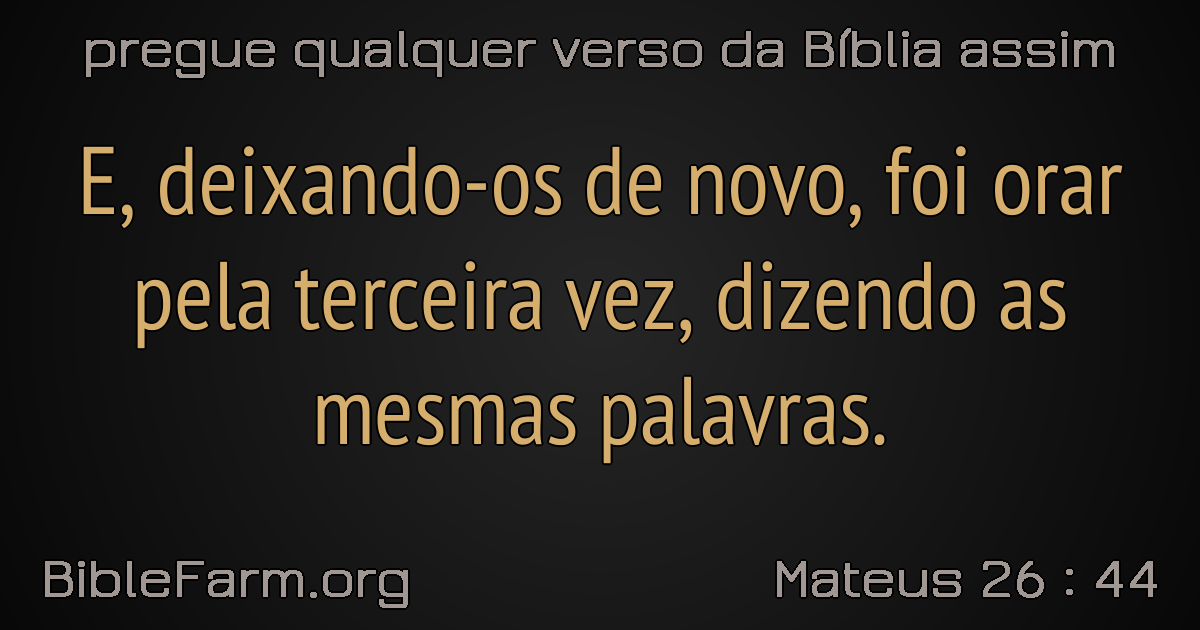 pregue qualquer verso da Bíblia assim
E, deixando-os de novo, foi orar
pela terceira vez, dizendo as
mesmas palavras.
BibleFarm.org
Mateus 26 : 44